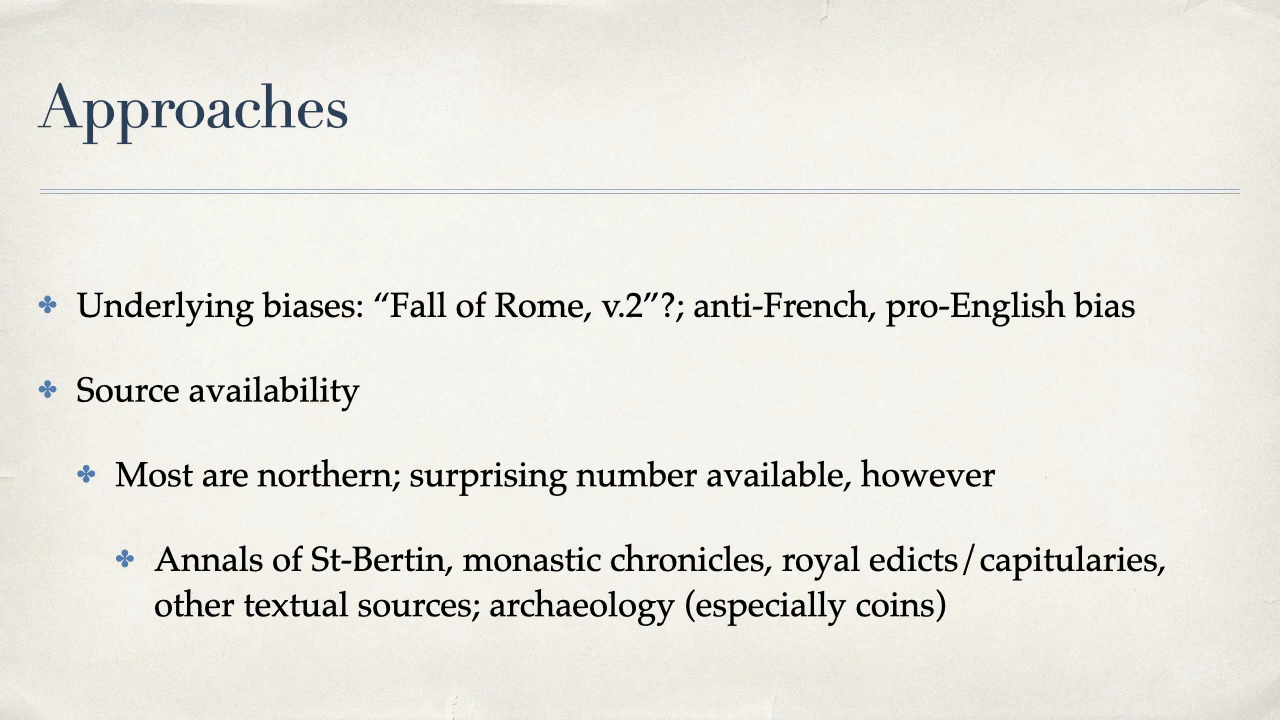 Approaches
Underlying biases: “Fall of Rome, v.2”?; anti-French, pro-English bias
Source availability
Most are northern; surprising number available, however
Annals of St-Bertin, monastic chronicles, royal edicts/capitularies,
other textual sources; archaeology (especially coins)